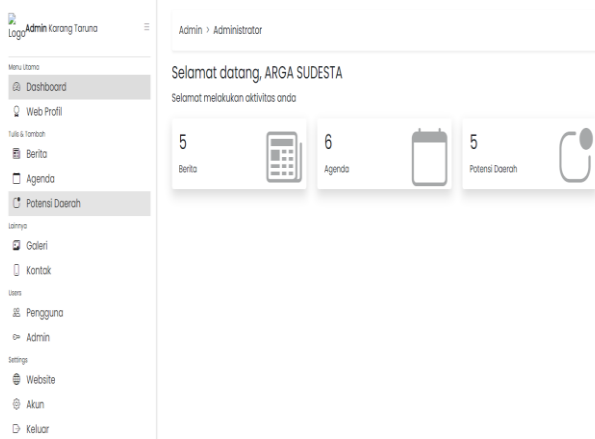 Logo Admin Karang Taruna
Menu Utama
Dashboard
Web Profil
Tulis & Tambah
Berita
Agenda
Potensi Daerah
Lainnya
Galeri
Kontak
Users
Pengguna
Admin
Settings
Website
Akun
Keluar
Admin > Administrator
Selamat datang, ARGA SUDESTA
Selamat melakukan aktivitas anda
5
Berita
6
Agenda
5
Potensi Daerah